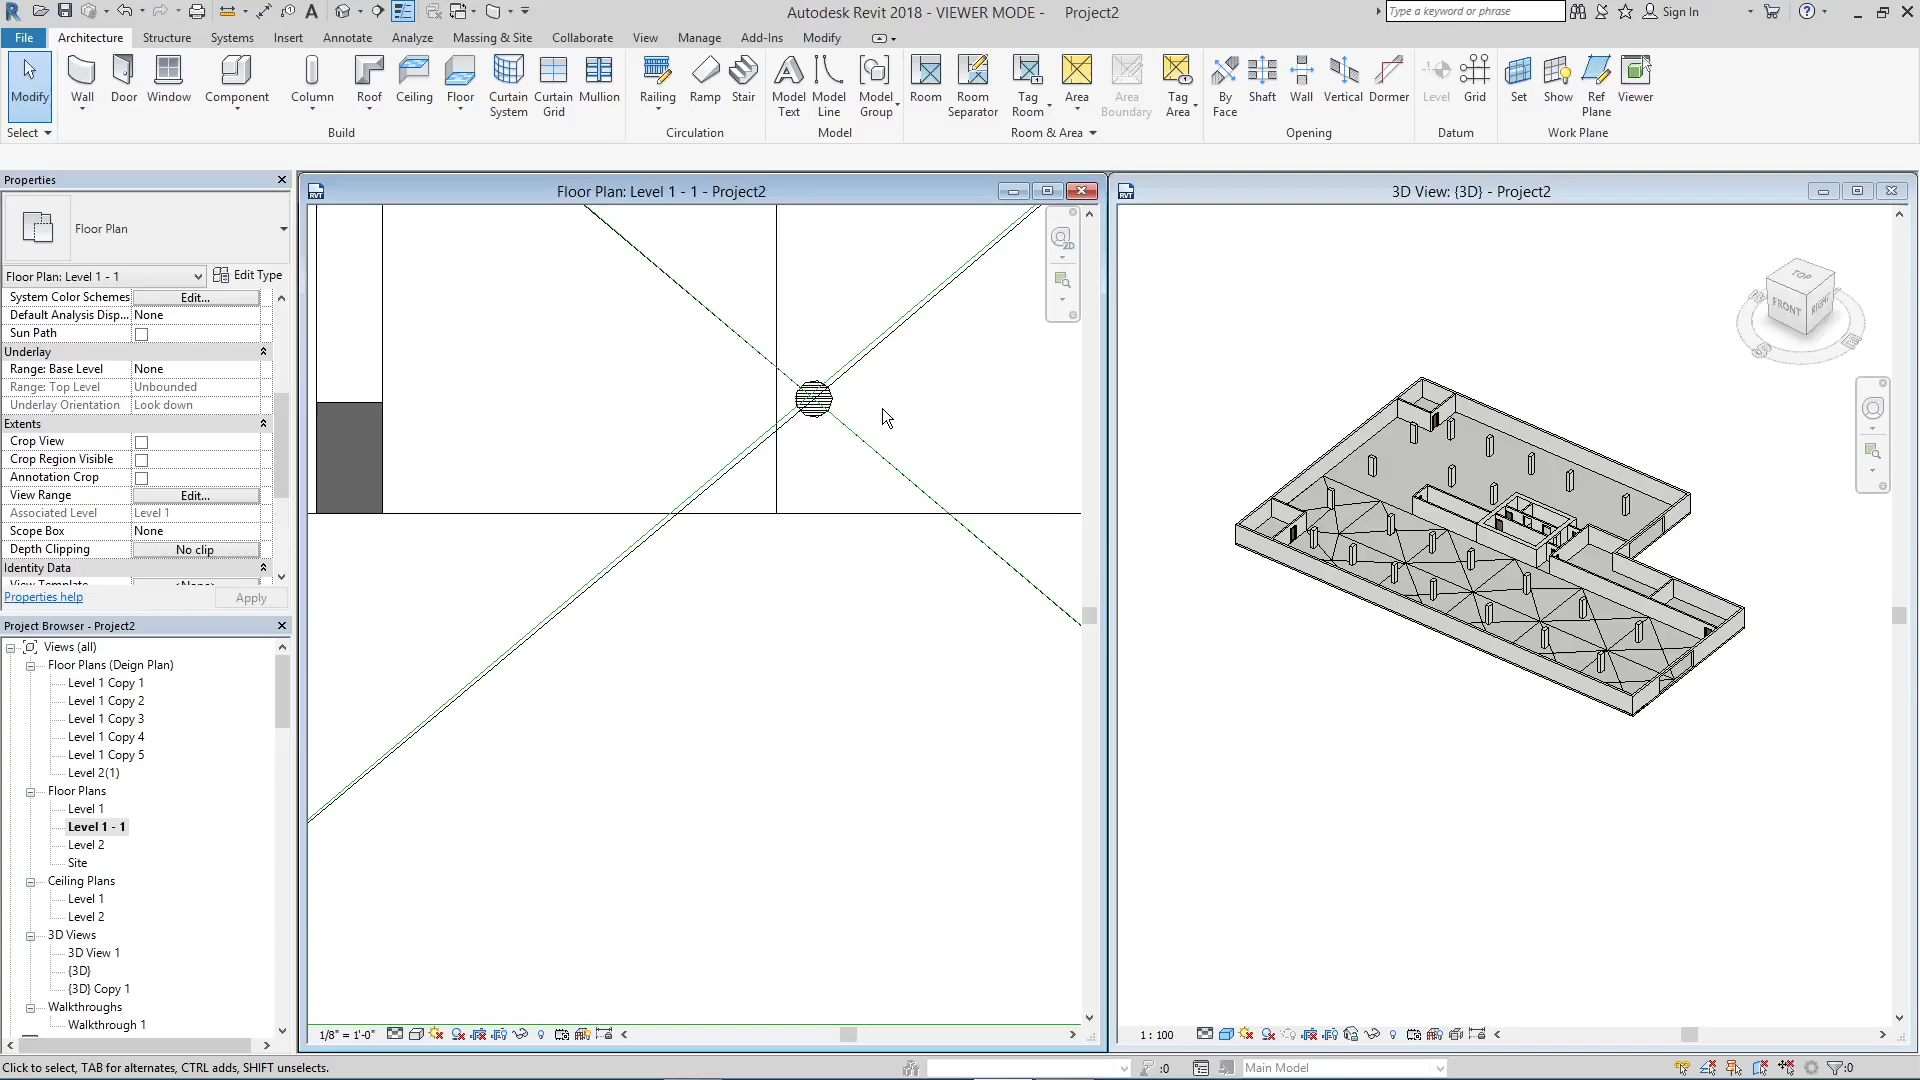 Autodesk Revit 2018 - VIEWER MODE -    Project2
Type a keyword or phrase
Sign In
File
Architecture
Structure
Systems
Insert
Annotate
Analyze
Massing & Site
Collaborate
View
Manage
Add-Ins
Modify
Modify
Wall
Door
Window
Component
Column
Roof
Ceiling
Floor
Curtain System
Curtain Grid
Mullion
Railing
Ramp
Stair
Model Text
Model Line
Model Group
Room
Room Separator
Tag Room
Area
Area Boundary
Tag Area
By Face
Shaft
Wall
Vertical
Dormer
Level
Grid
Set
Show
Ref Plane
Viewer
Select
Build
Circulation
Model
Room & Area
Opening
Datum
Work Plane
Properties
Floor Plan
Floor Plan: Level 1 - 1
Edit Type
System Color Schemes
Edit...
Default Analysis Disp...
None
Sun Path
Underlay
Range: Base Level
None
Range: Top Level
Unbounded
Underlay Orientation
Look down
Extents
Crop View
Crop Region Visible
Annotation Crop
View Range
Edit...
Associated Level
Level 1
Scope Box
None
Depth Clipping
No clip
Identity Data
View Template
<None>
Properties help
Apply
Project Browser - Project2
Views (all)
Floor Plans (Deign Plan)
Level 1 Copy 1
Level 1 Copy 2
Level 1 Copy 3
Level 1 Copy 4
Level 1 Copy 5
Level 2(1)
Floor Plans
Level 1
Level 1 - 1
Level 2
Site
Ceiling Plans
Level 1
Level 2
3D Views
3D View 1
{3D}
{3D} Copy 1
Walkthroughs
Walkthrough 1
Floor Plan: Level 1 - 1 - Project2
2D
1/8" = 1'-0"
3D View: {3D} - Project2
TOP
FRONT
RIGHT
S
E
1 : 100
Click to select, TAB for alternates, CTRL adds, SHIFT unselects.
:0
Main Model
:0